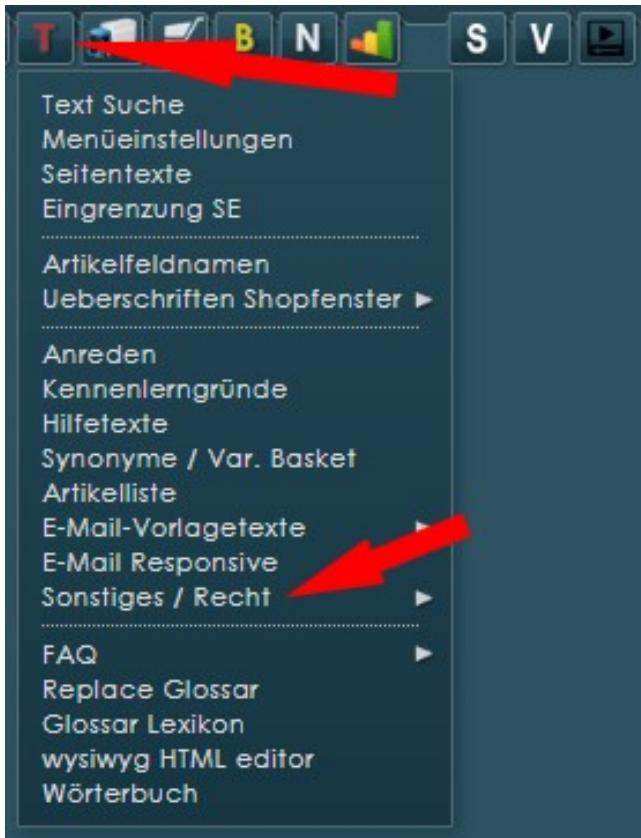 T B N S V
Text Suche
Menüeinstellungen
Seitentexte
Eingrenzung SE
Artikelfeldnamen
Ueberschriften Shopfenster
Anreden
Kennenlerngründe
Hilfetexte
Synonyme / Var. Basket
Artikelliste
E-Mail-Vorlagetexte
E-Mail Responsive
Sonstiges / Recht
FAQ
Replace Glossar
Glossar Lexikon
wysiwyg HTML editor
Wörterbuch